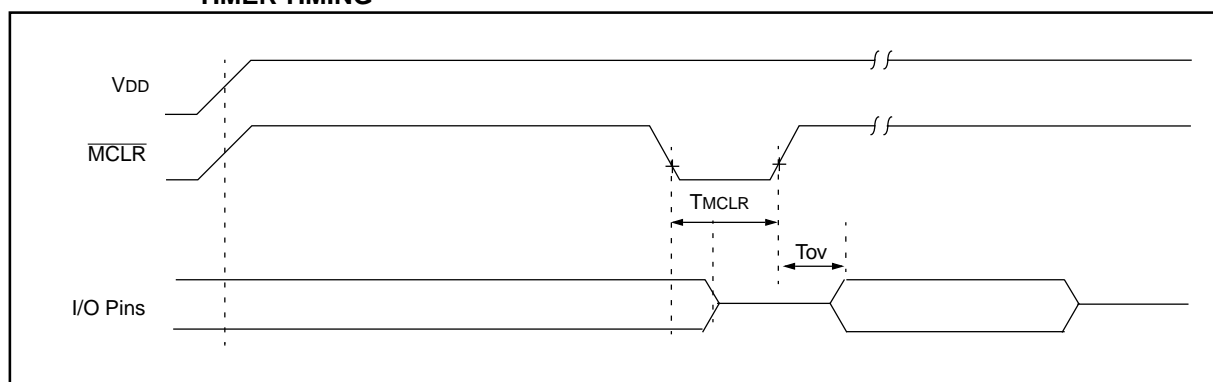 TIMER TIMING
VDD
MCLR
TMCLR
Tov
I/O Pins